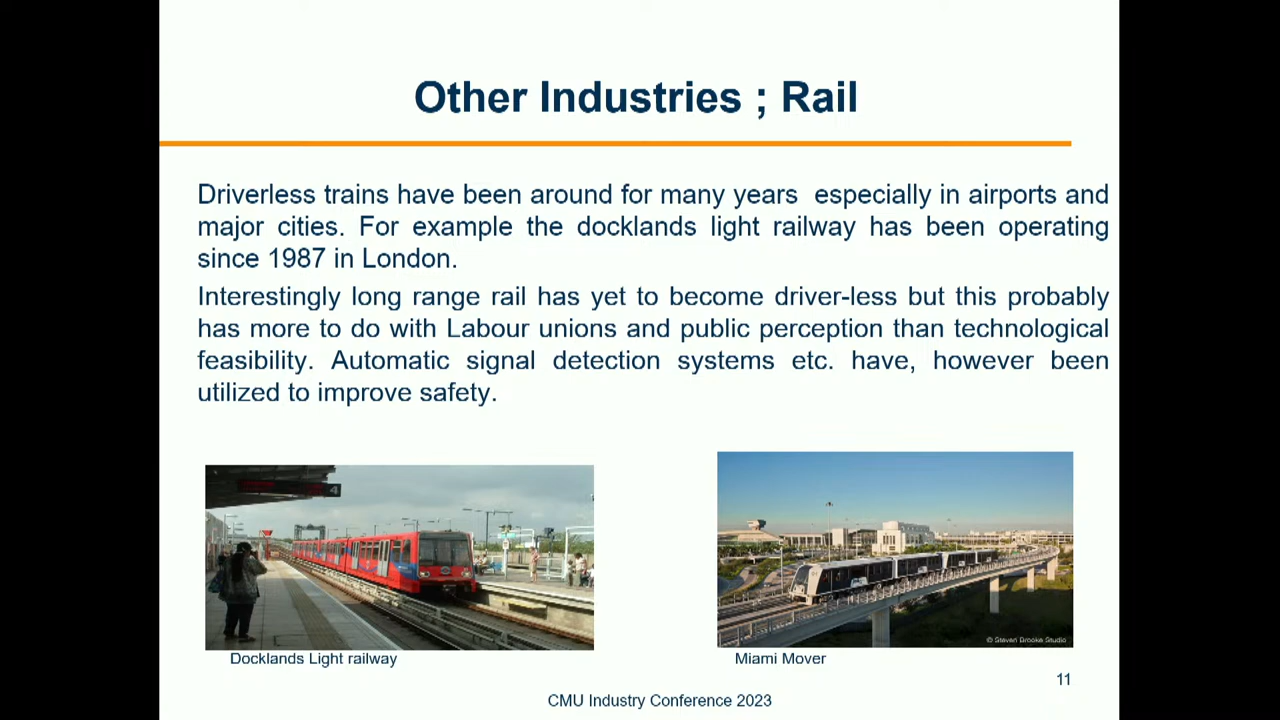 Other Industries ; Rail
Driverless trains have been around for many years especially in airports and
major cities. For example the docklands light railway has been operating
since 1987 in London.
Interestingly long range rail has yet to become driver-less but this probably
has more to do with Labour unions and public perception than technological
feasibility. Automatic signal detection systems etc. have, however been
utilized to improve safety.
4
© Steven Brooke Studio
Docklands Light railway
Miami Mover
11
CMU Industry Conference 2023